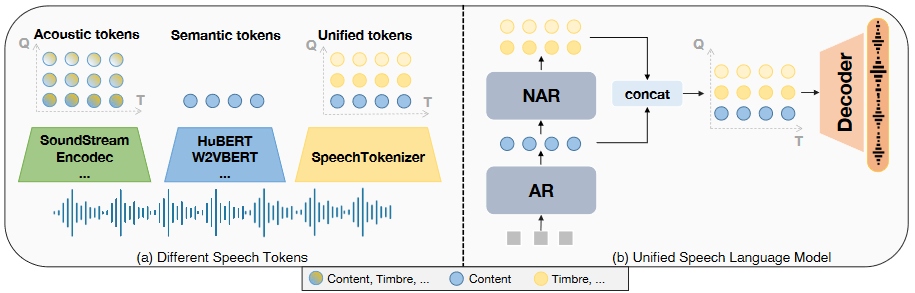 Acoustic tokens
Semantic tokens
Unified tokens
Q
T
Q
T
SoundStream
Encodec
...
HuBERT
W2VBERT
...
SpeechTokenizer
(a) Different Speech Tokens
NAR
AR
concat
Q
T
Decoder
(b) Unified Speech Language Model
Content, Timbre, ...
Content
Timbre, ...